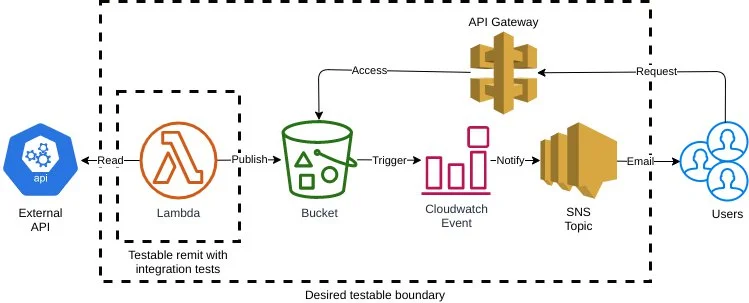 API Gateway
Access
Request
api
Read
Publish
Trigger
Notify
Email
External
API
Lambda
Bucket
Cloudwatch
Event
SNS
Topic
Users
Testable remit with
integration tests
Desired testable boundary